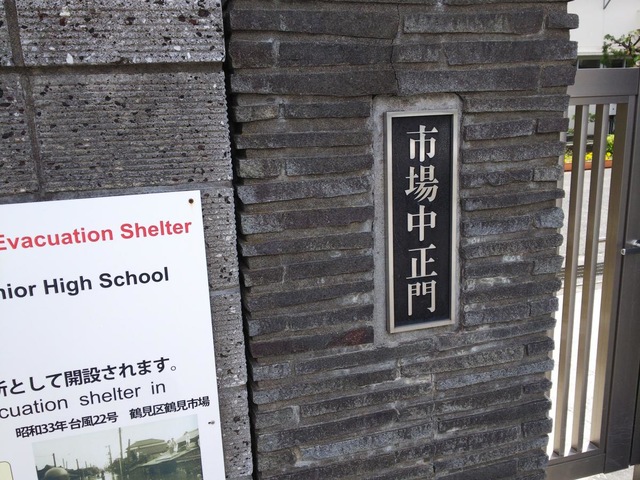 市場中正門
Evacuation Shelter
nior High School
所として開設されます。
cuation shelter in
昭和33年台風22号 鶴見区鶴見市場